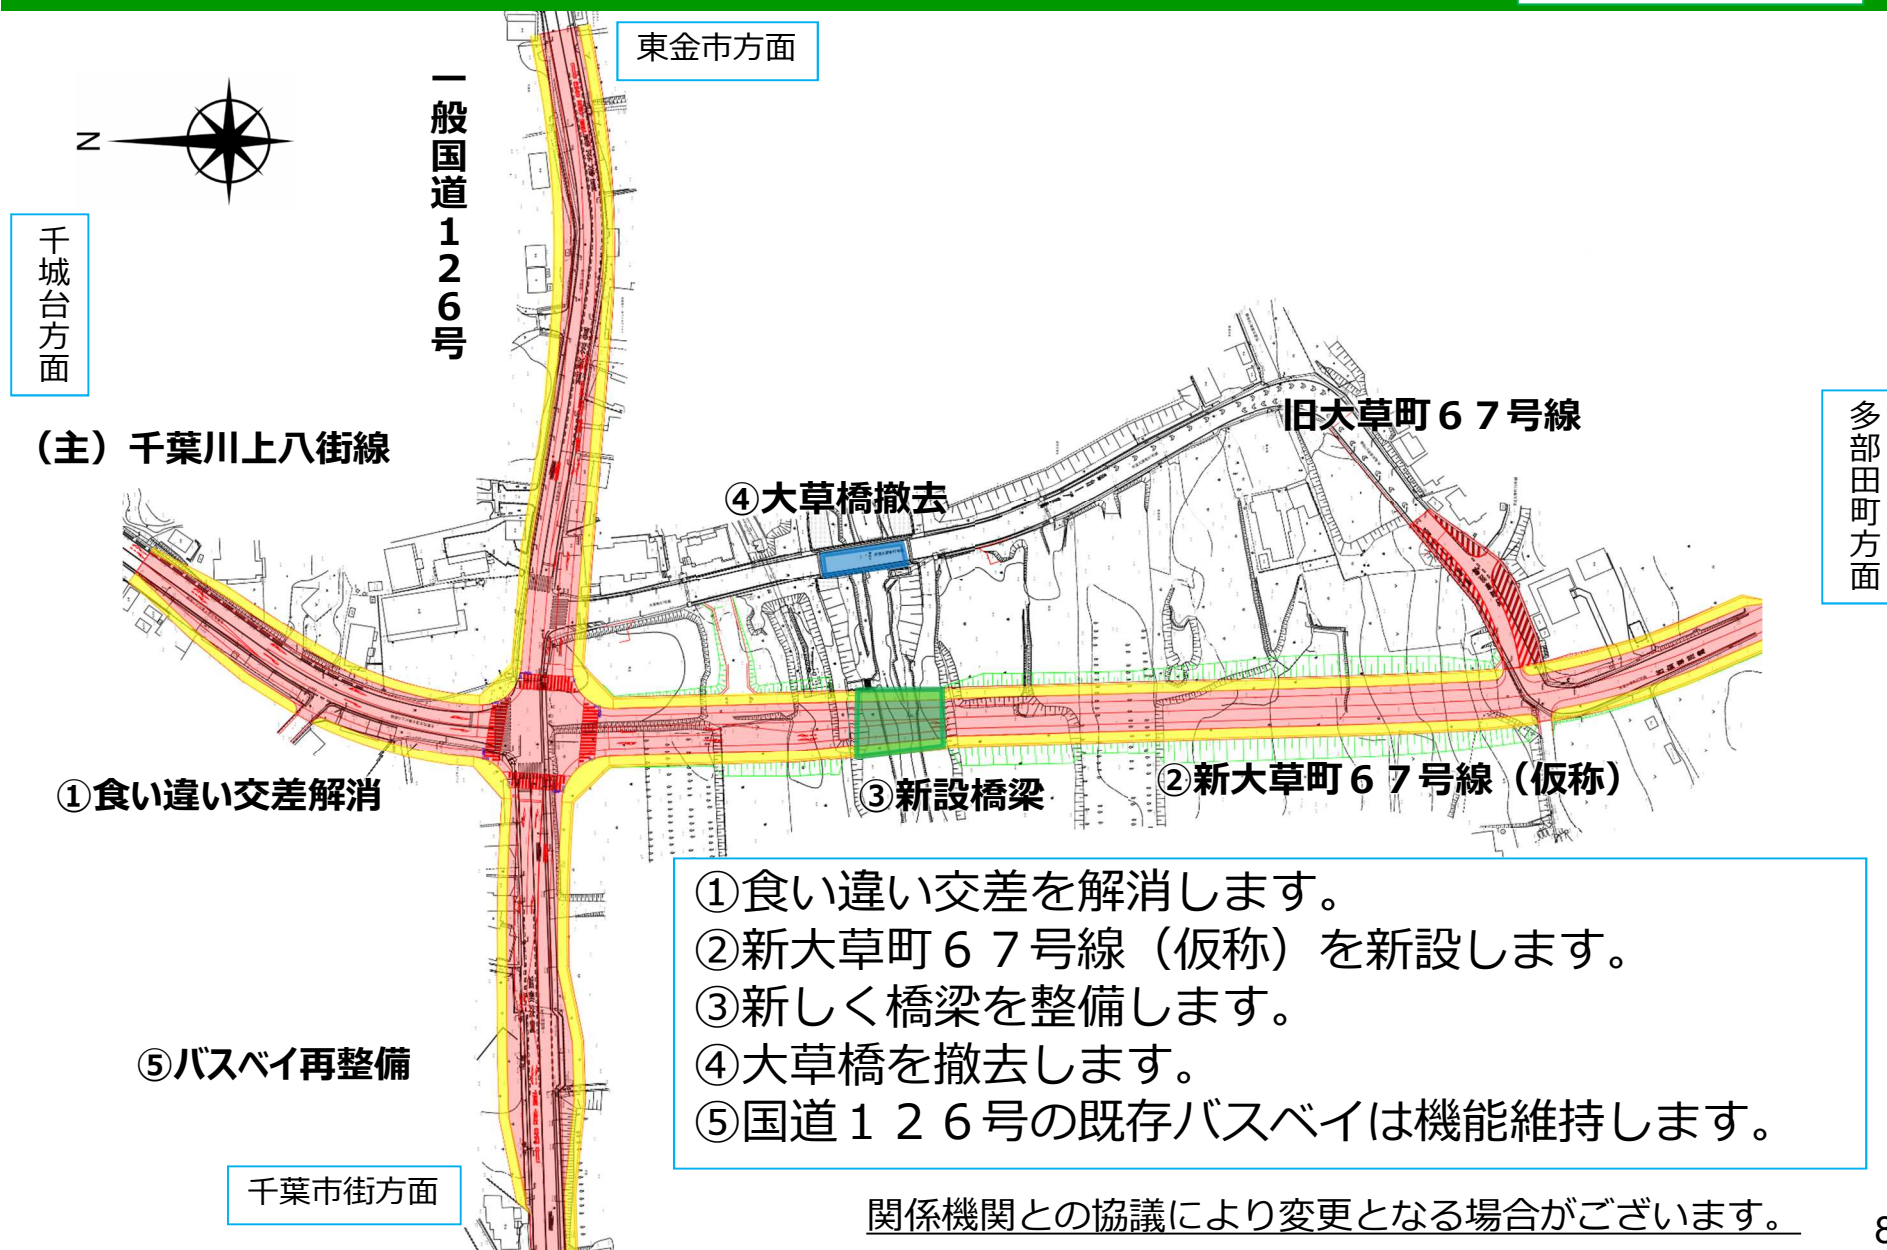 東金市方面
一般国道126号
N
千城台方面
(主)千葉川上八街線
旧大草町67号線
多部田町方面
④大草橋撤去
①食い違い交差解消
③新設橋梁
②新大草町67号線(仮称)
①食い違い交差を解消します。
②新大草町67号線(仮称)を新設します。
③新しく橋梁を整備します。
④大草橋を撤去します。
⑤国道126号の既存バスベイは機能維持します。
⑤バスベイ再整備
千葉市街方面
関係機関との協議により変更となる場合がございます。
8